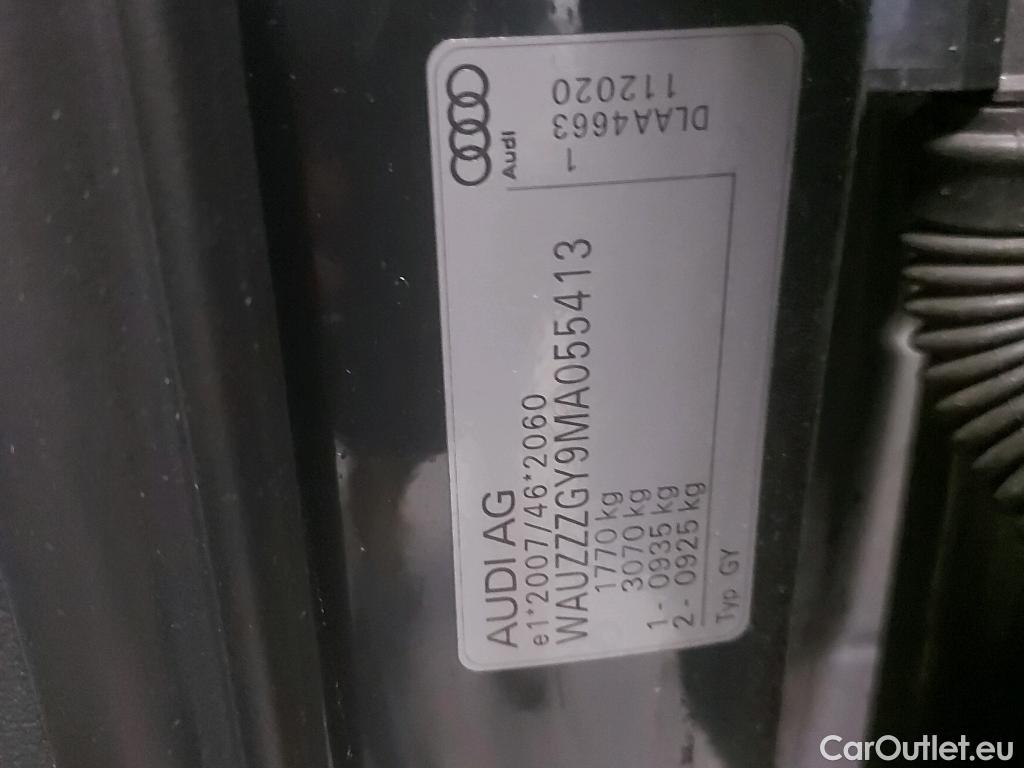 AUDI AG
e1*2007/46*2060
WAUZZZGY9MA055413
1770 kg
3070 kg
1- 0935 kg
2- 0925 kg
Typ GY
Audi
DLAA4663
112020
CarOutlet.eu